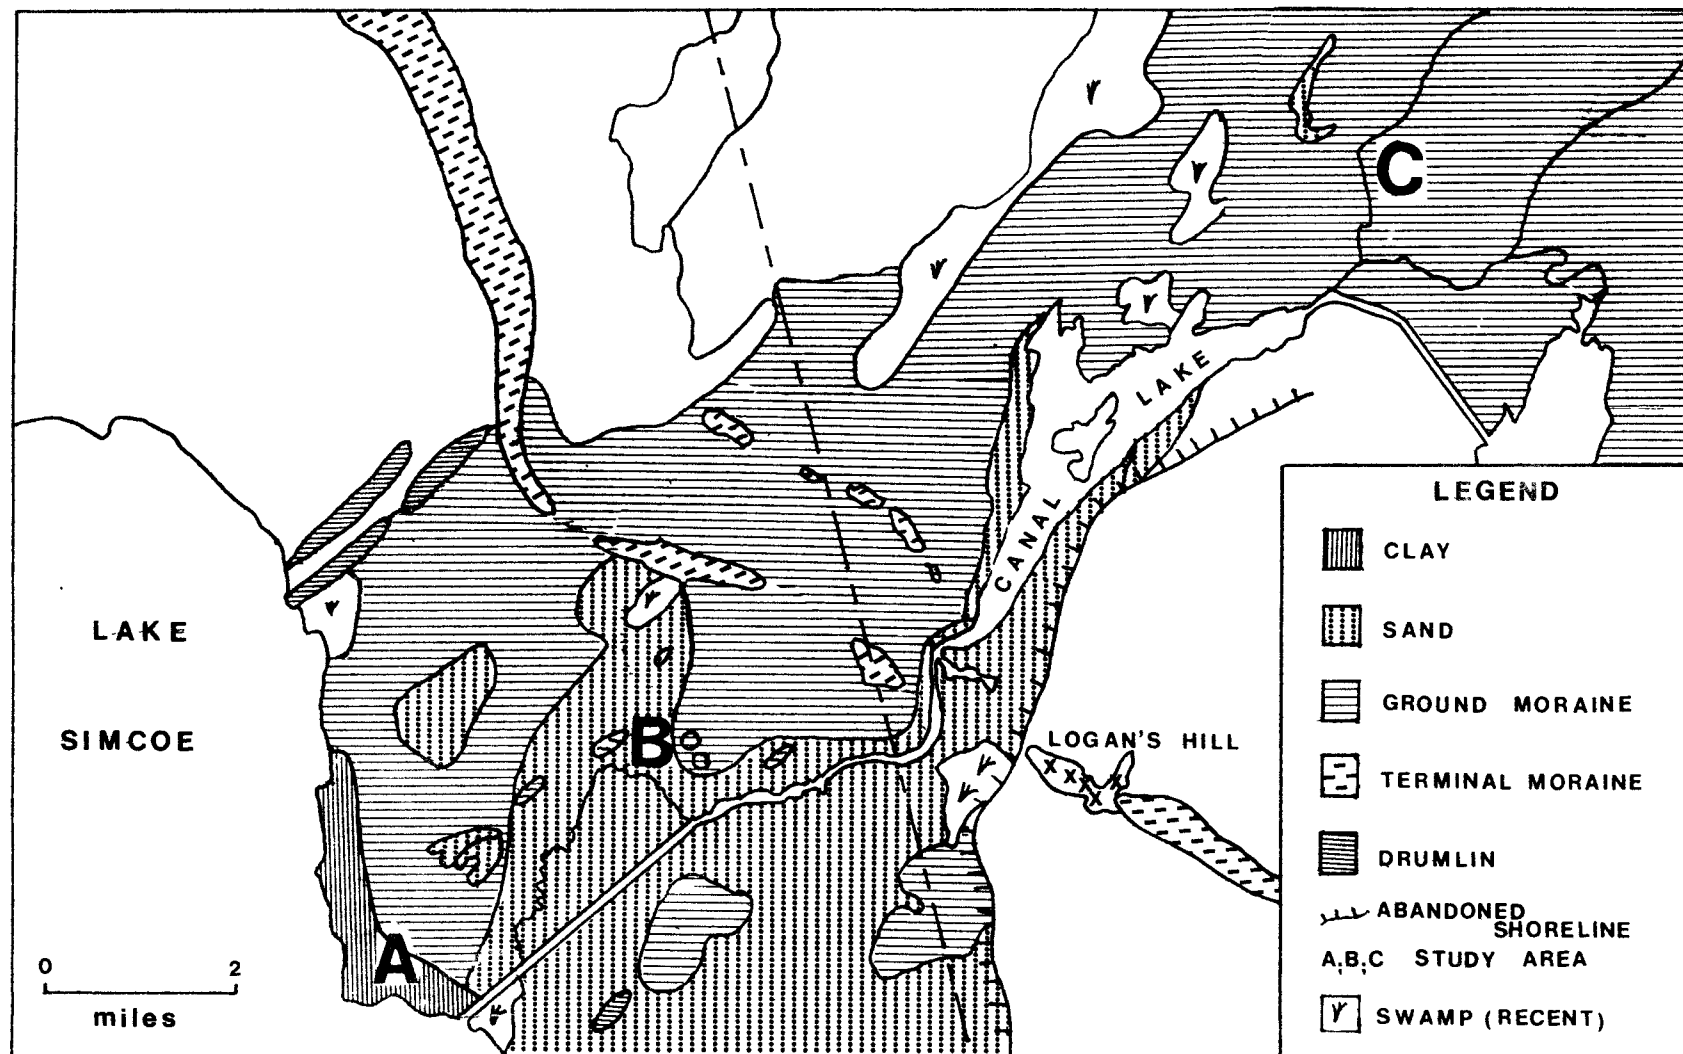 C
LAKE
CANAL
LAKE
SIMCOE
B
LOGAN'S HILL
A
0 2
miles
LEGEND
CLAY
SAND
GROUND MORAINE
TERMINAL MORAINE
DRUMLIN
ABANDONED
SHORELINE
A,B,C STUDY AREA
SWAMP (RECENT)